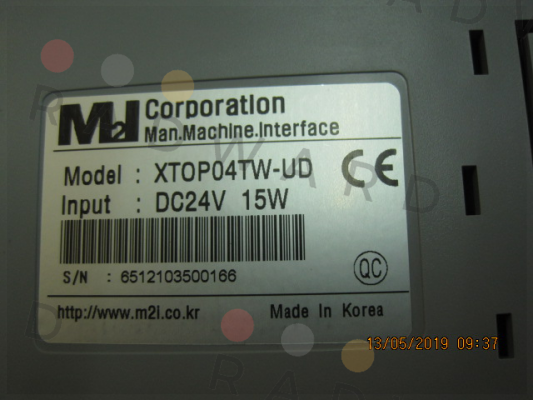 M2I Corporation
Man.Machine.Interface
Model : XTOP04TW-UD CE
Input : DC24V 15W
S/N : 6512103500166
QC
http://www.m2i.co.kr Made In Korea
13/05/2019 09:37